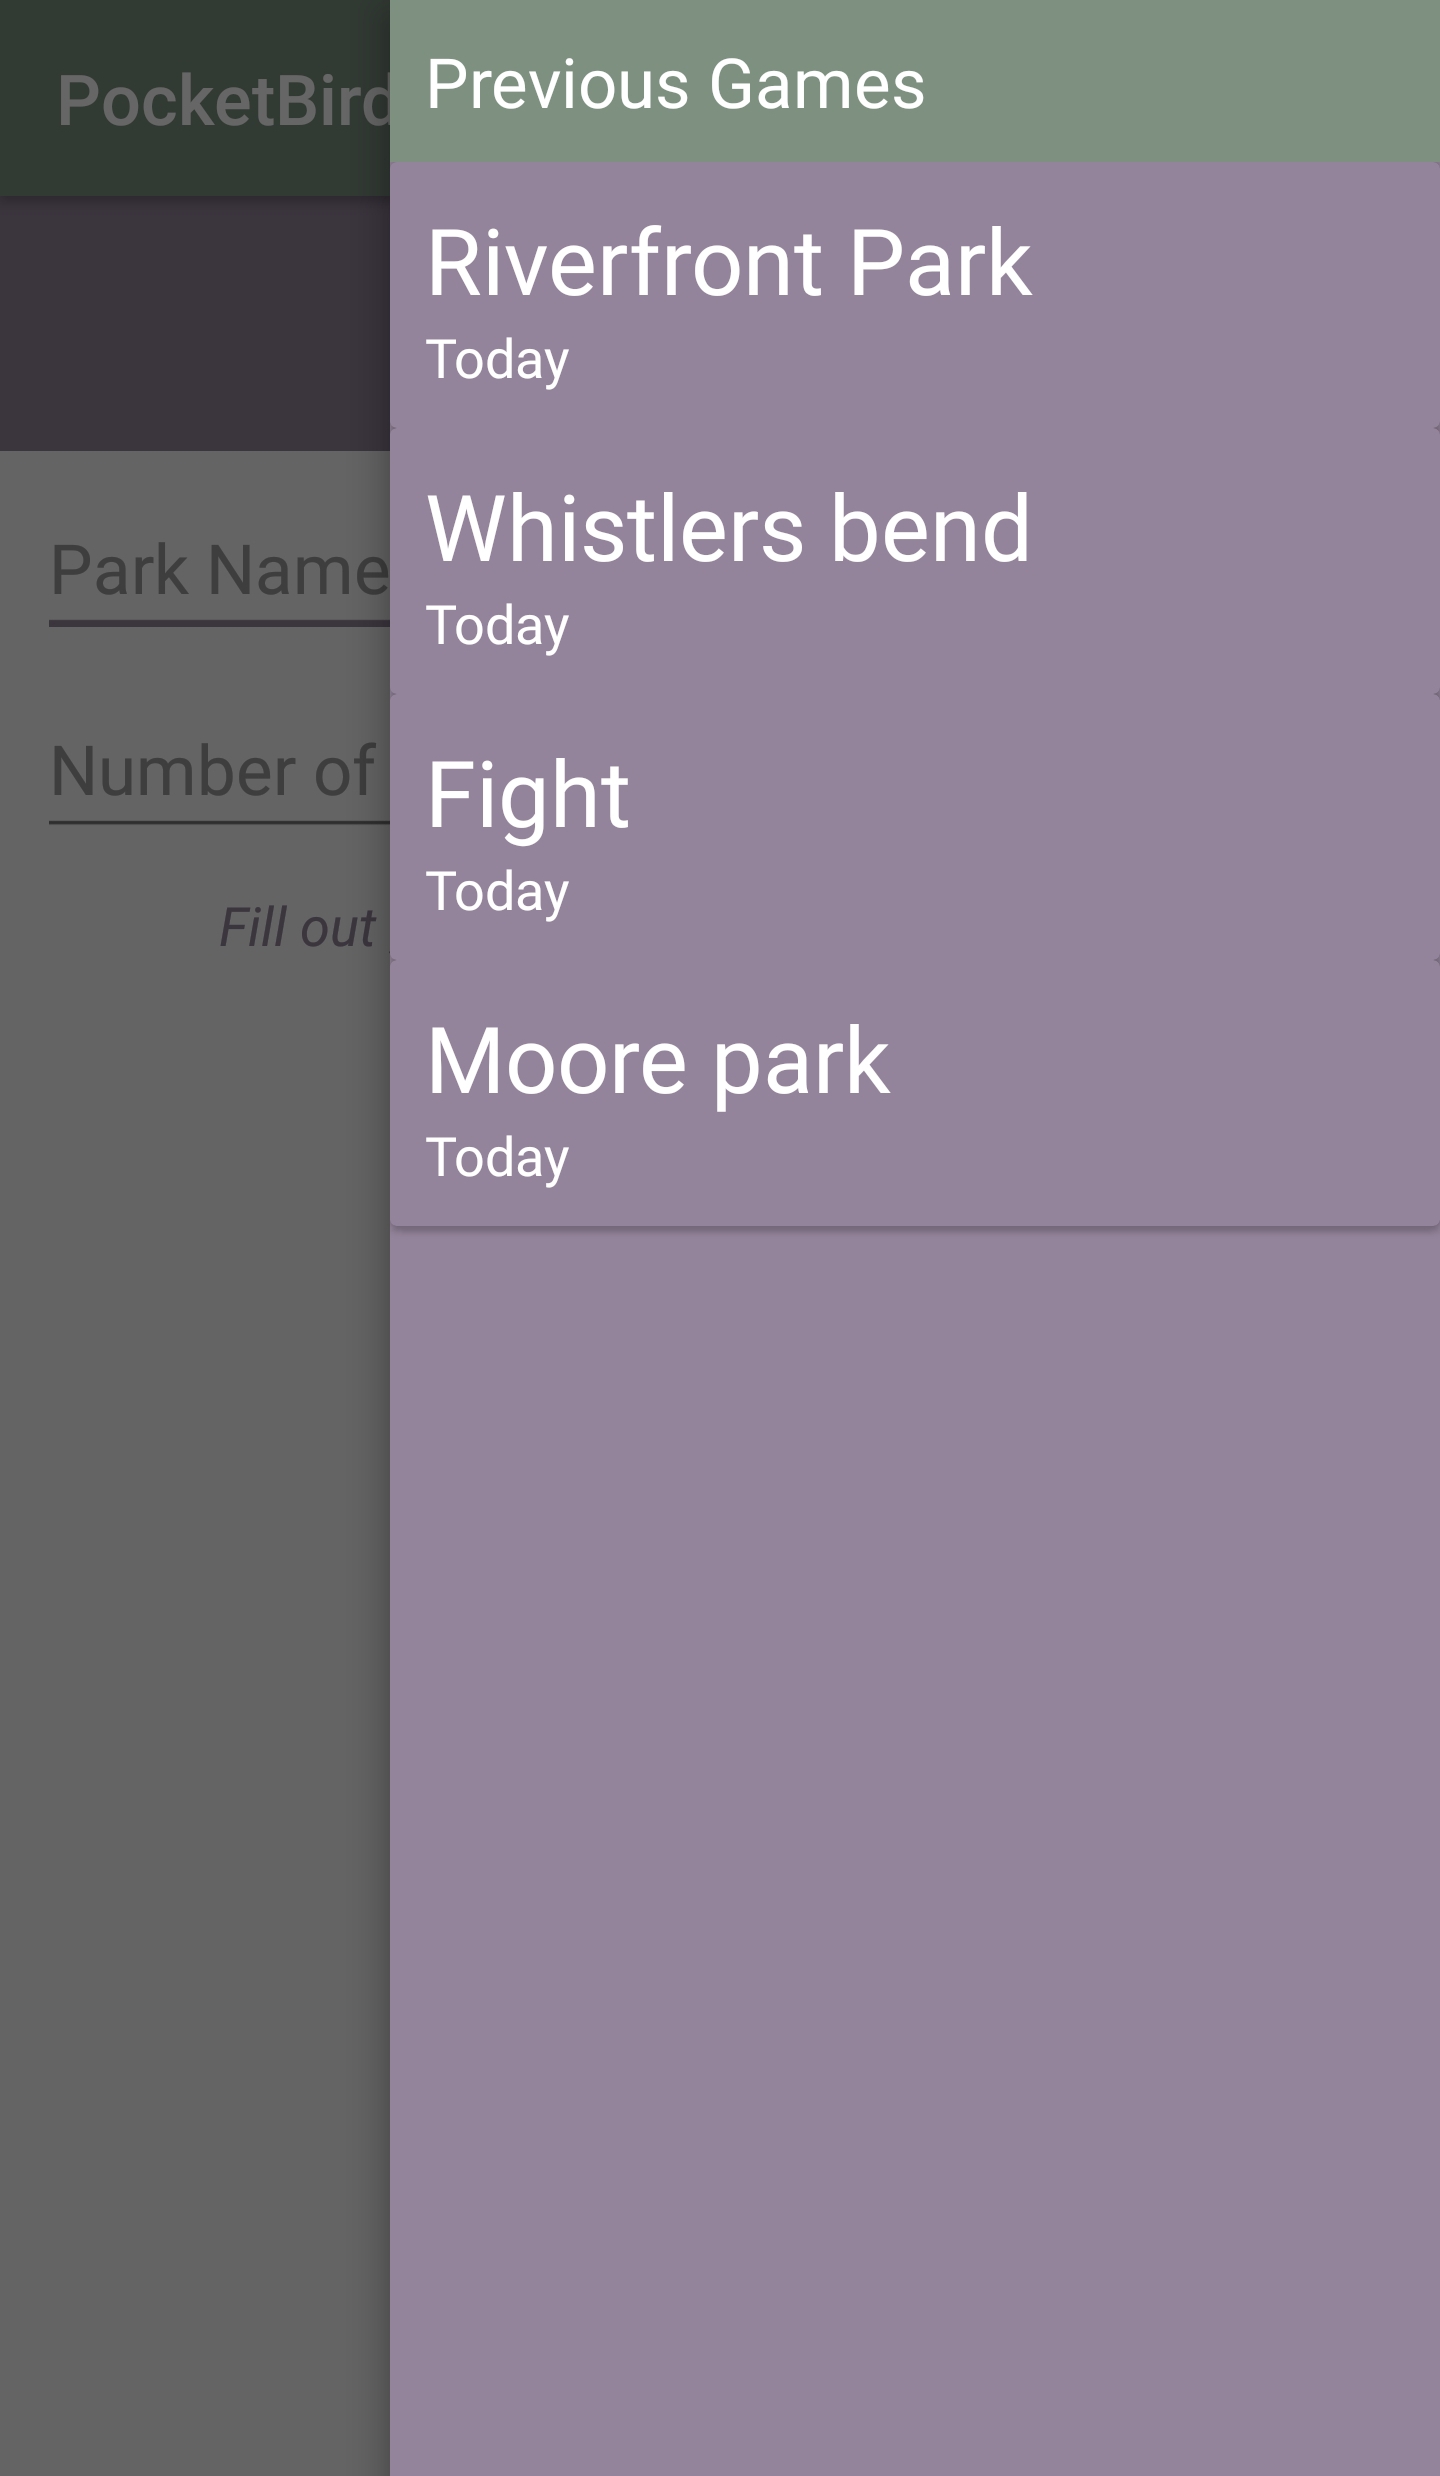 PocketBird
Previous Games
Riverfront Park
Today
Whistlers bend
Today
Park Name
Number of
Fight
Today
Fill out
Moore park
Today